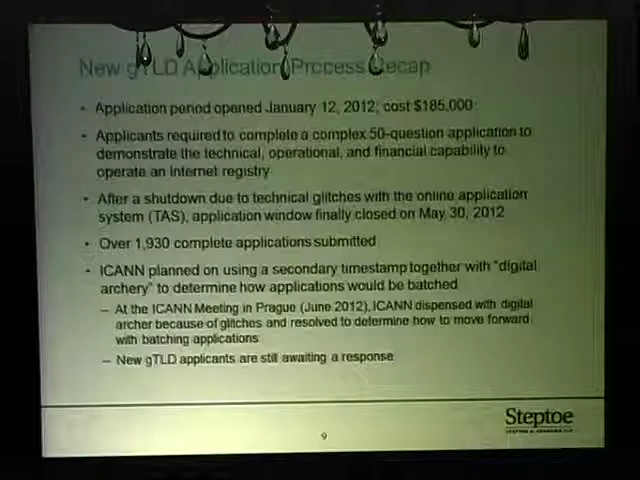 New gTLD Application Process Recap
• Application period opened January 12, 2012; cost $185,000
• Applicants required to complete a complex 50-question application to
demonstrate the technical, operational, and financial capability to
operate an Internet registry
• After a shutdown due to technical glitches with the online application
system (TAS), application window finally closed on May 30, 2012
• Over 1,930 complete applications submitted
• ICANN planned on using a secondary timestamp together with "digital
archery" to determine how applications would be batched
– At the ICANN Meeting in Prague (June 2012), ICANN dispensed with digital
archer because of glitches and resolved to determine how to move forward
with batching applications
– New gTLD applicants are still awaiting a response
Steptoe
9